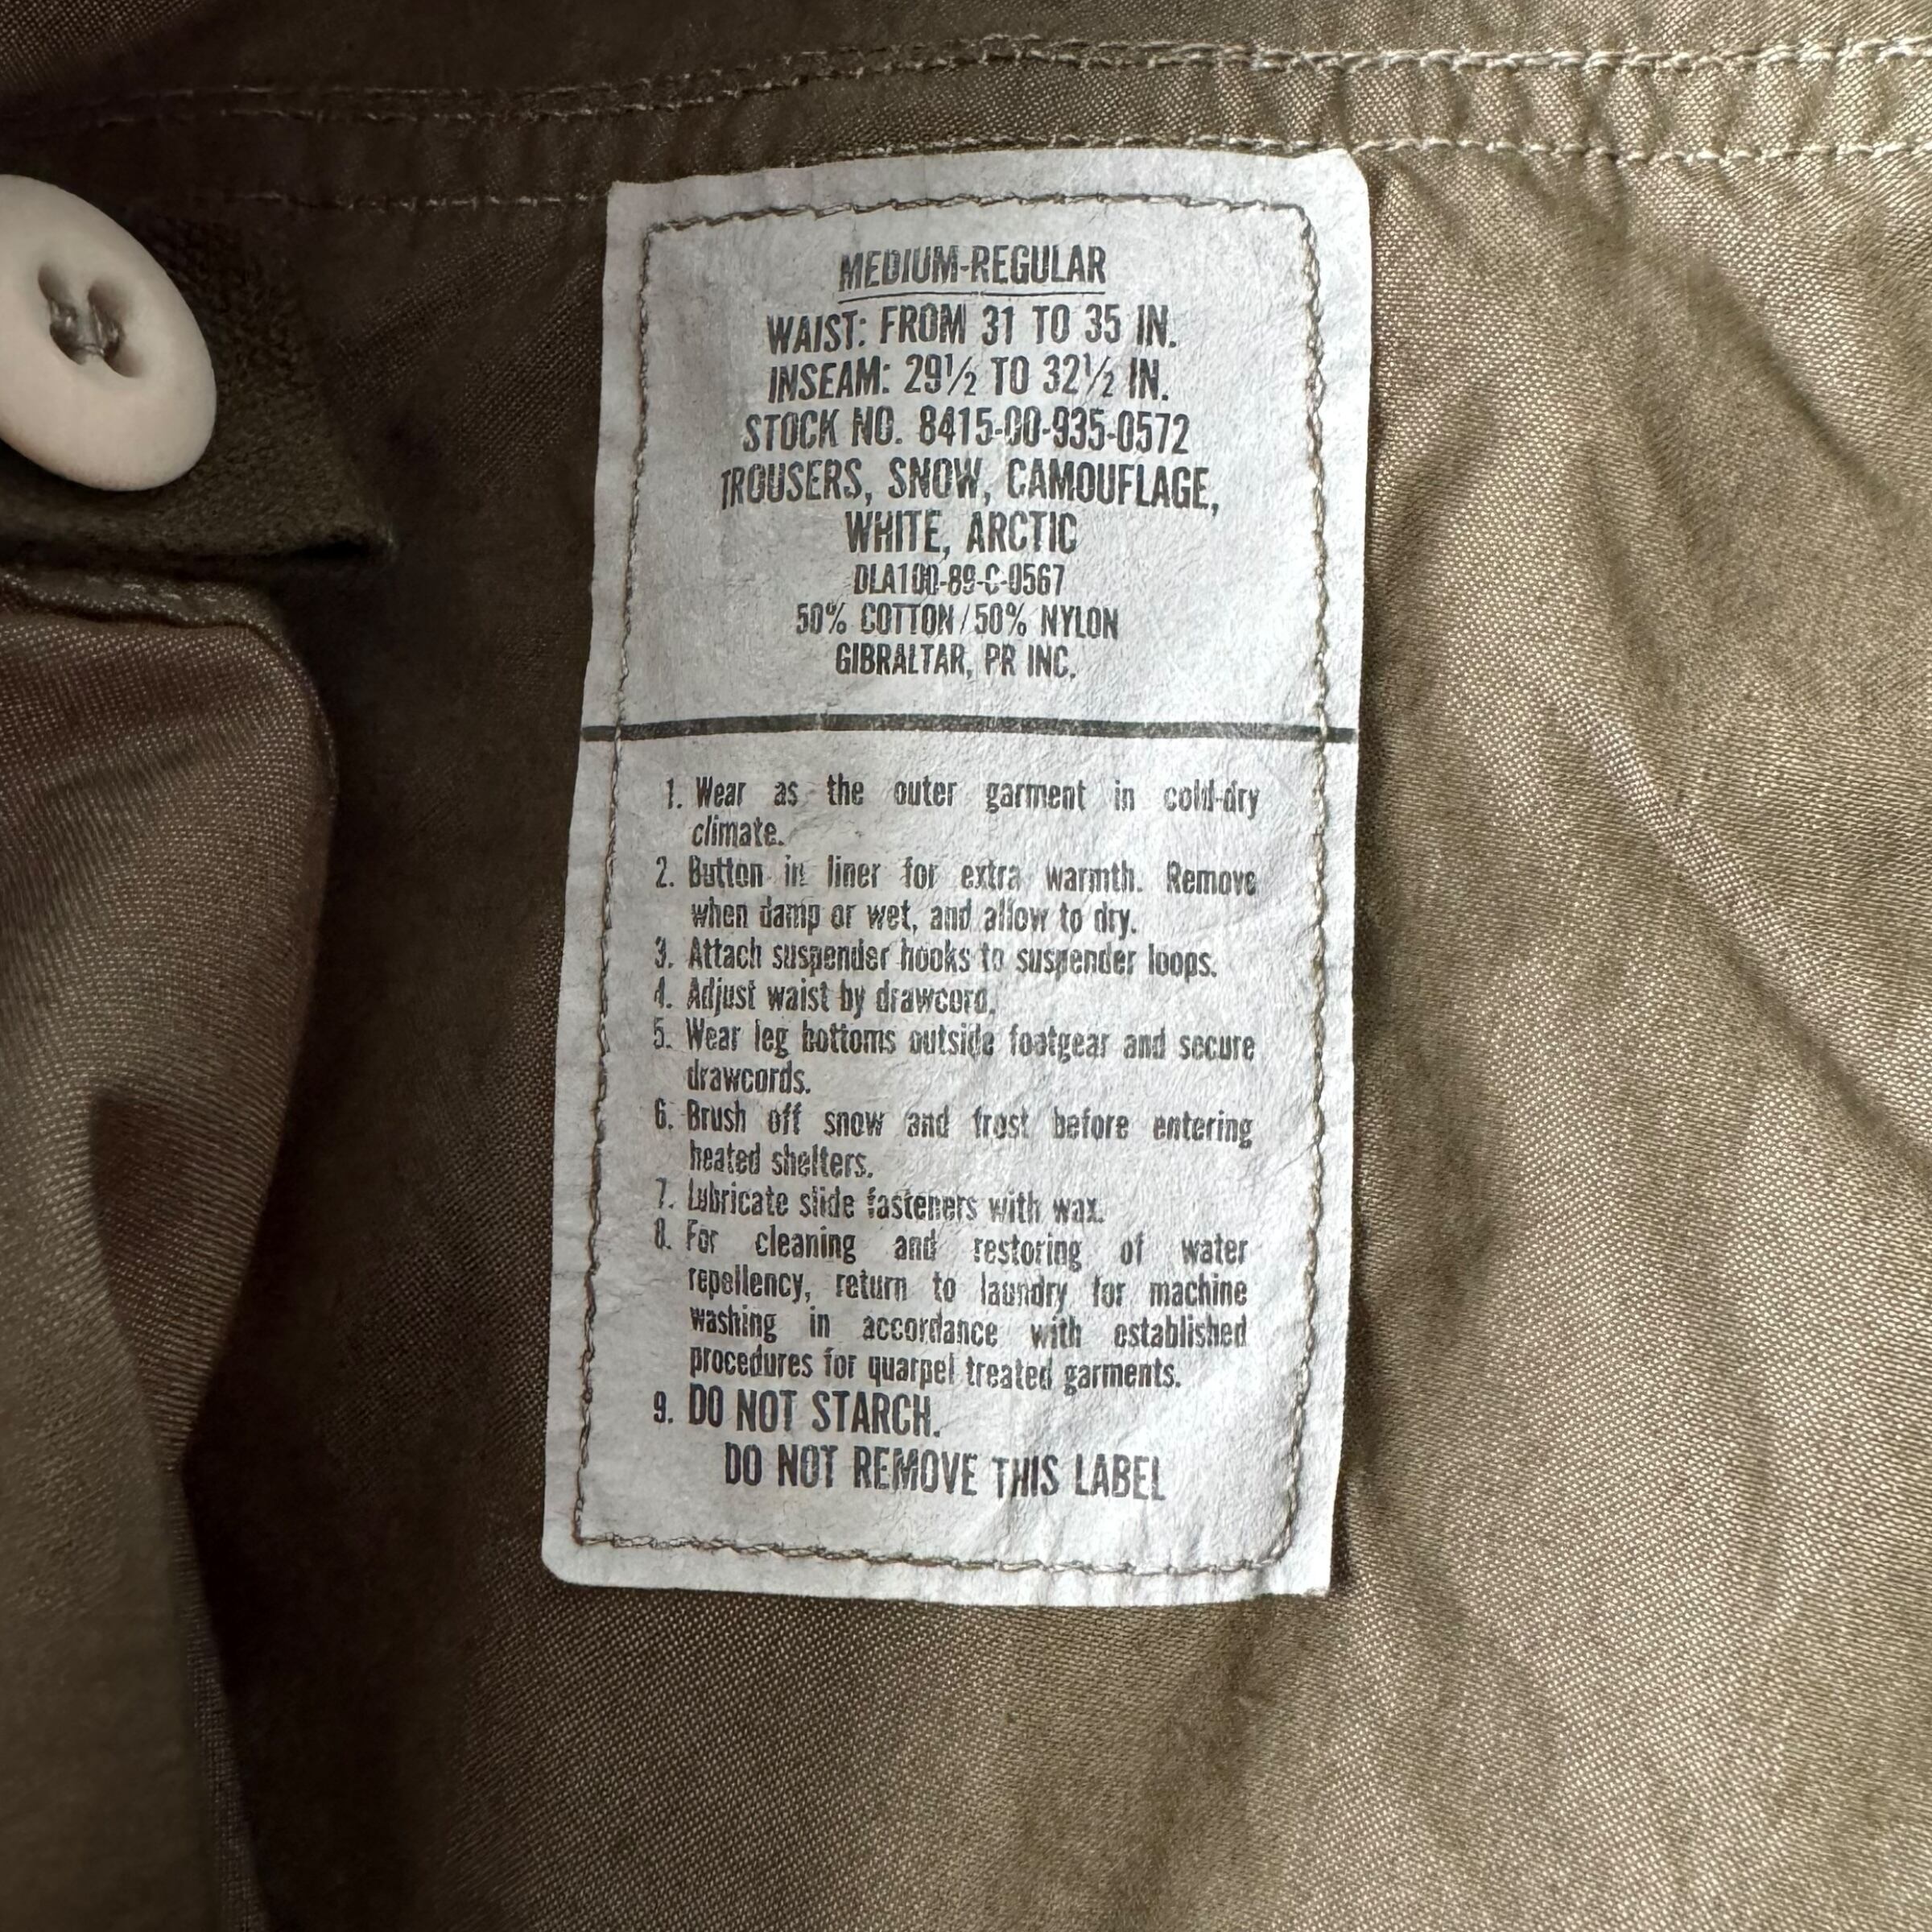 MEDIUM-REGULAR
WAIST: FROM 31 TO 35 IN.
INSEAM: 29½ TO 32½ IN.
STOCK NO. 8415-00-935-0572
TROUSERS, SNOW, CAMOUFLAGE,
WHITE, ARCTIC
DLA100-89-C-0567
50% COTTON/50% NYLON
GIBRALTAR, PR INC.
1. Wear as the outer garment in cold-dry
climate.
2. Button in liner for extra warmth. Remove
when damp or wet, and allow to dry.
3. Attach suspender hooks to suspender loops.
4. Adjust waist by drawcord.
5. Wear leg bottoms outside footgear and secure
drawcords.
6. Brush off snow and frost before entering
heated shelters.
7. Lubricate slide fasteners with wax.
8. For cleaning and restoring of water
repellency, return to laundry for machine
washing in accordance with established
procedures for quarpel treated garments.
9. DO NOT STARCH.
DO NOT REMOVE THIS LABEL